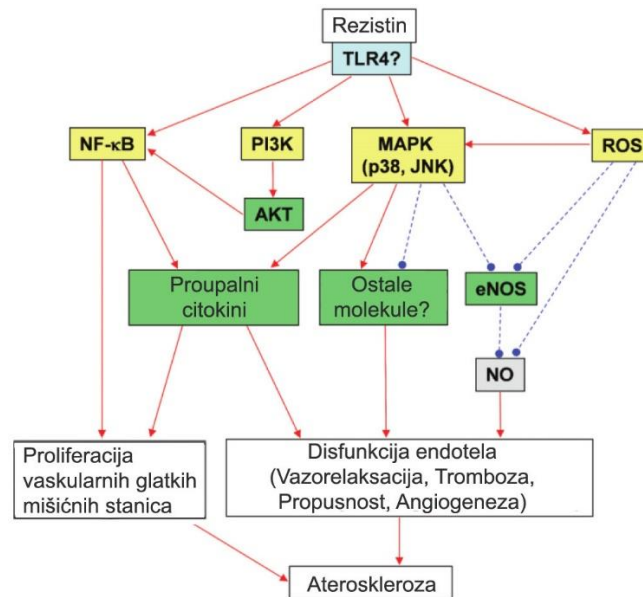 Rezistin
TLR4?
NF-κB
PI3K
MAPK
(p38, JNK)
ROS
AKT
Proupalni
citokini
Ostale
molekule?
eNOS
NO
Proliferacija
vaskularnih glatkih
mišićnih stanica
Disfunkcija endotela
(Vazorelaksacija, Tromboza,
Propusnost, Angiogeneza)
Ateroskleroza